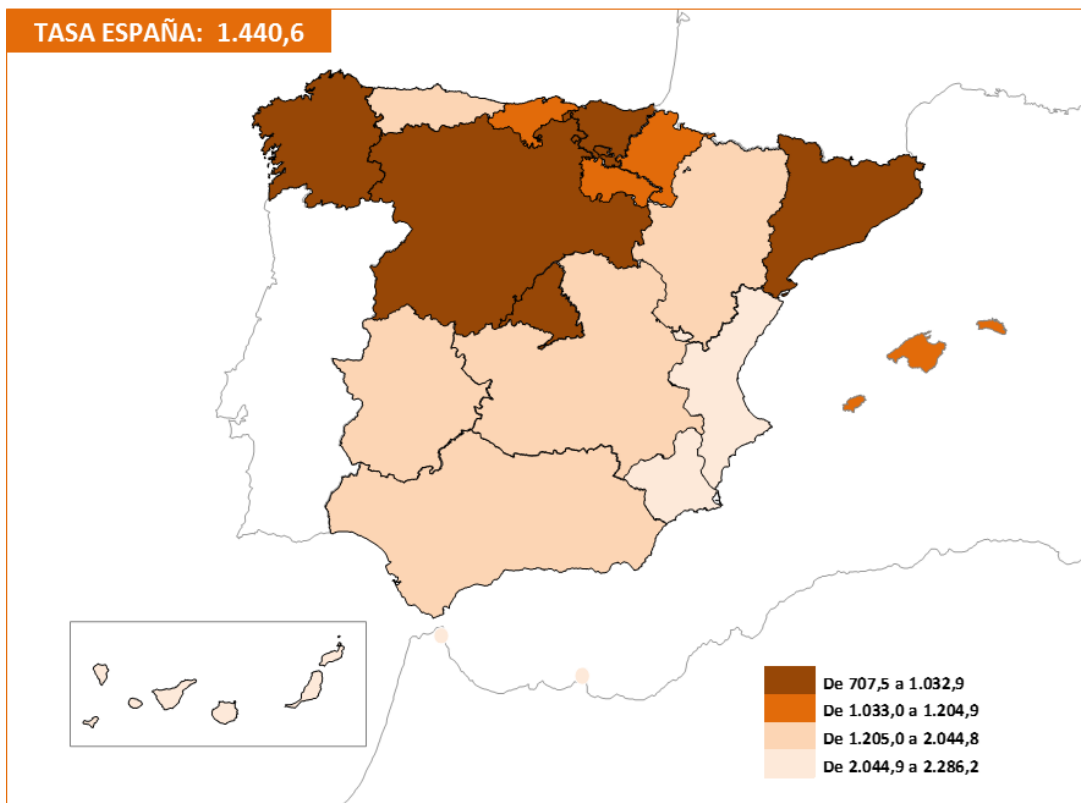 TASA ESPAÑA: 1.440,6
De 707,5 a 1.032,9
De 1.033,0 a 1.204,9
De 1.205,0 a 2.044,8
De 2.044,9 a 2.286,2